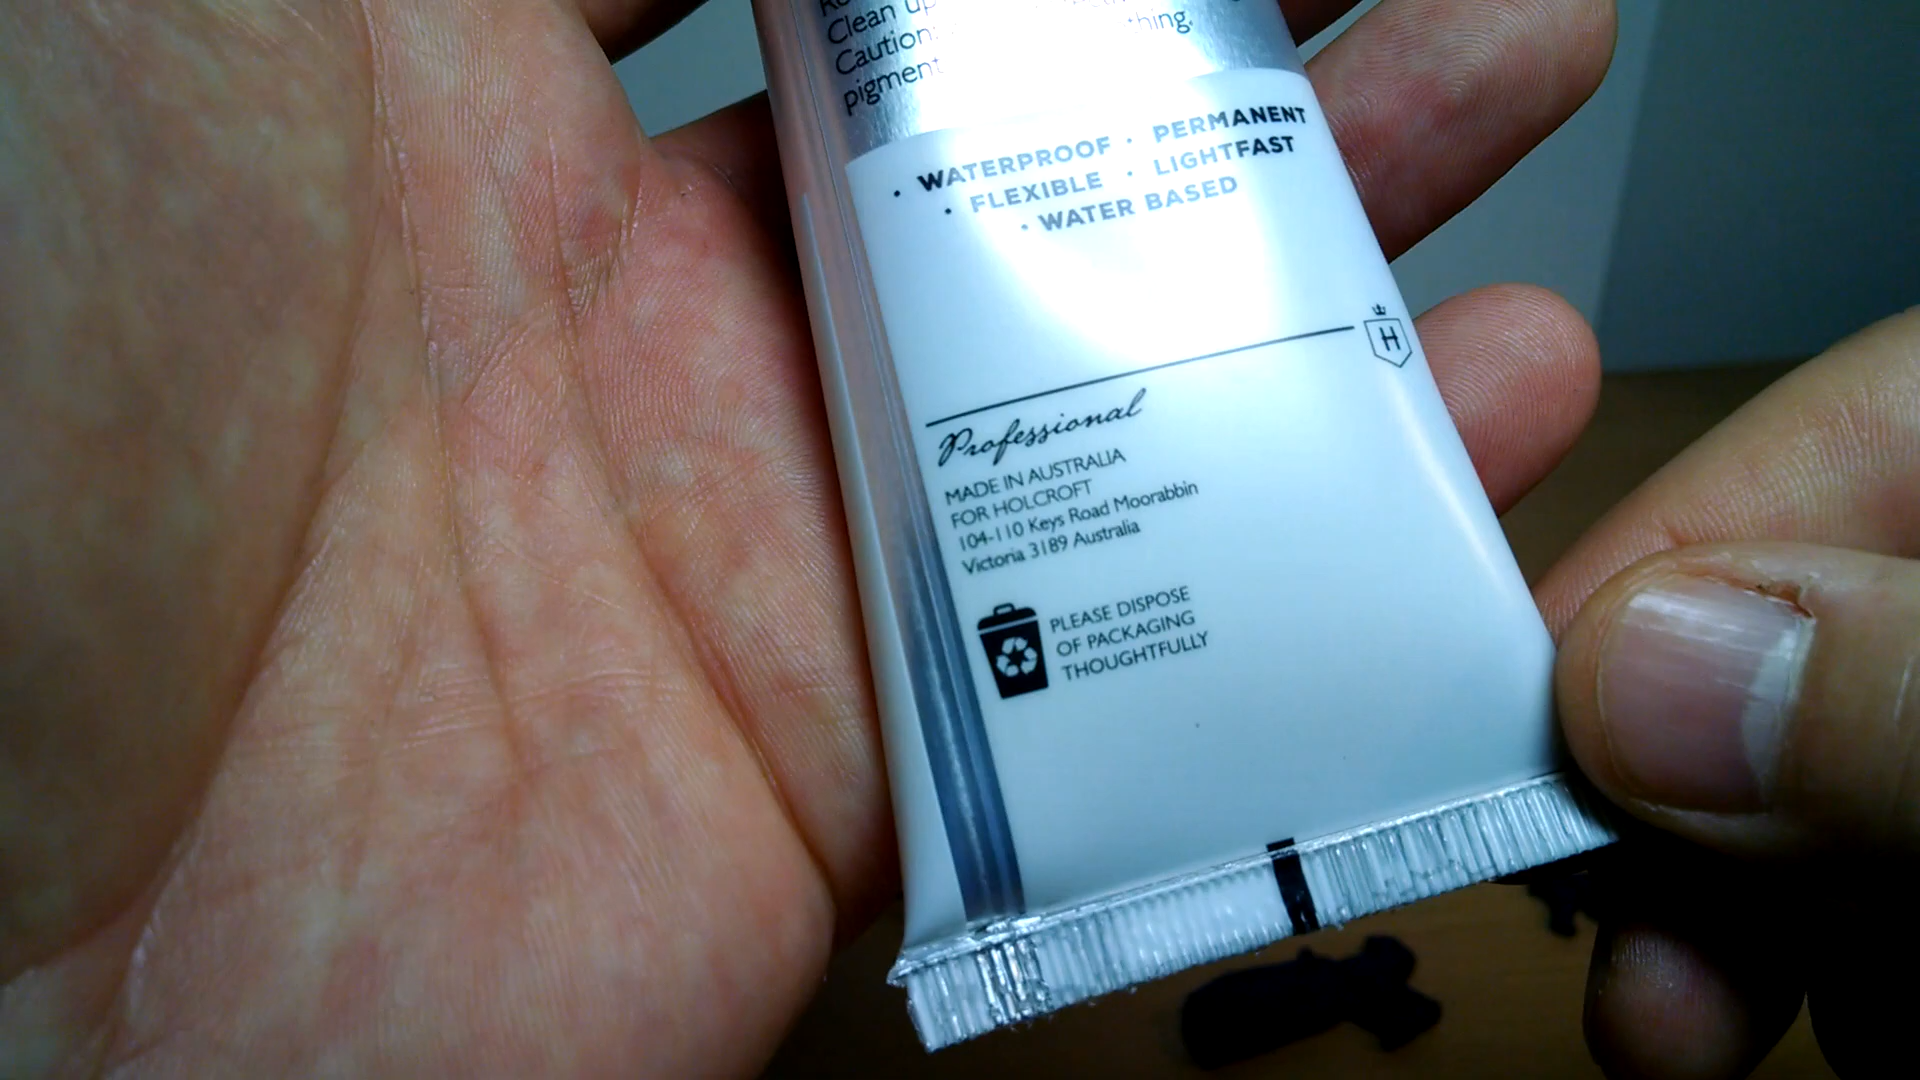 Clean up
Caution: thing.
pigment
• WATERPROOF • PERMANENT
• FLEXIBLE • LIGHTFAST
• WATER BASED
H
Professional
MADE IN AUSTRALIA
FOR HOLCROFT
104-110 Keys Road Moorabbin
Victoria 3189 Australia
PLEASE DISPOSE
OF PACKAGING
THOUGHTFULLY